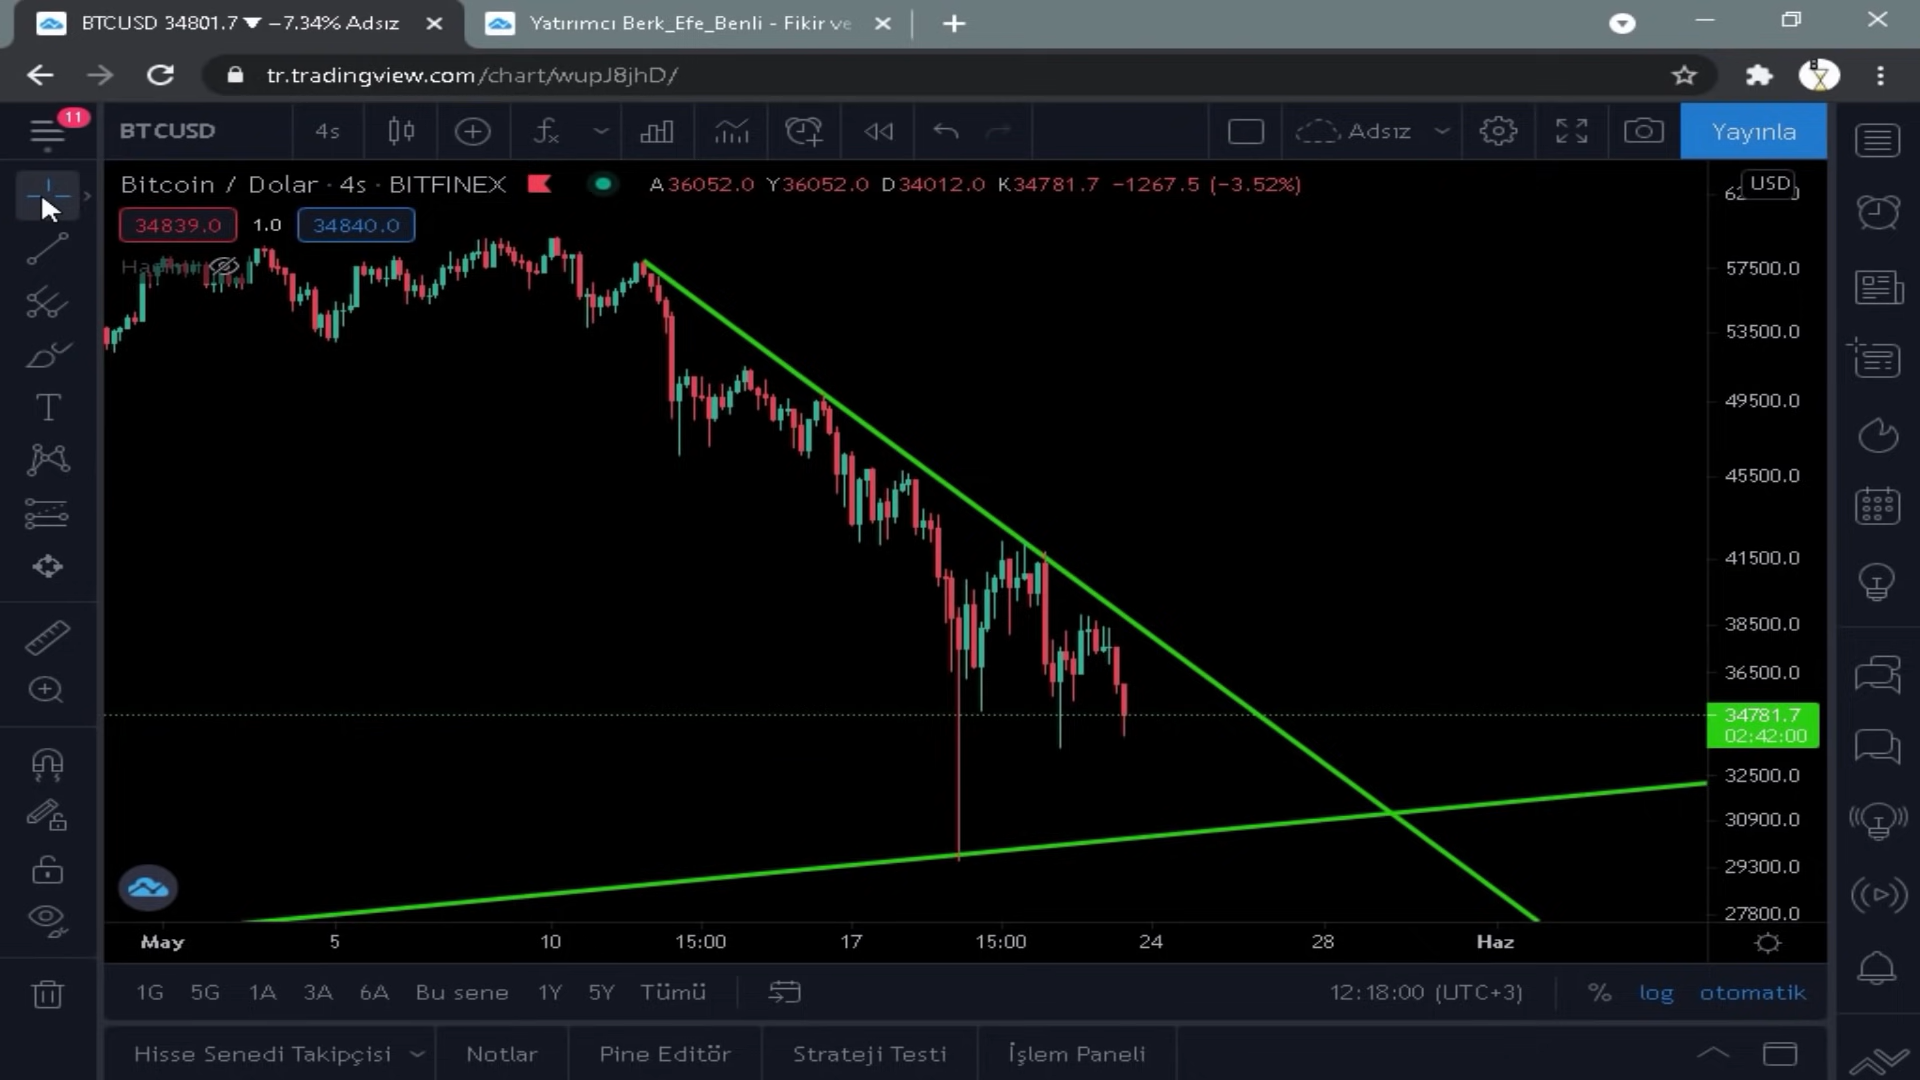 BTCUSD 34801.7 ▼ −7.34% Adsız
Yatırımcı Berk_Efe_Benli - Fikir ve
tr.tradingview.com/chart/wupJ8jhD/
11
BTCUSD
4s
Adsız
Yayınla
Bitcoin / Dolar · 4s · BITFINEX
A36052.0 Y36052.0 D34012.0 K34781.7 −1267.5 (−3.52%)
USD
34839.0
1.0
34840.0
57500.0
53500.0
49500.0
45500.0
41500.0
38500.0
36500.0
34781.7
02:42:00
32500.0
30900.0
29300.0
27800.0
May 5 10 15:00 17 15:00 24 28 Haz
1G 5G 1A 3A 6A Bu sene 1Y 5Y Tümü
12:18:00 (UTC+3)
% log otomatik
Hisse Senedi Takipçisi
Notlar
Pine Editör
Strateji Testi
İşlem Paneli